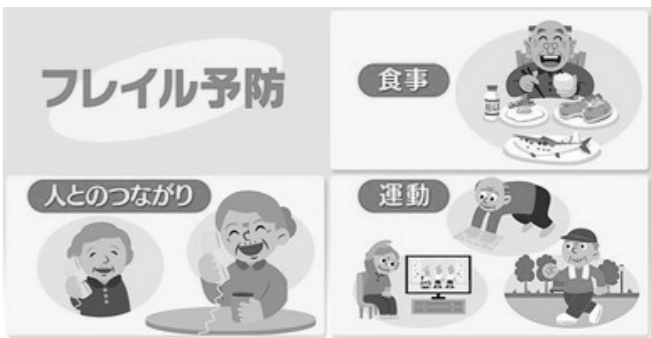 フレイル予防
食事
人とのつながり
運動